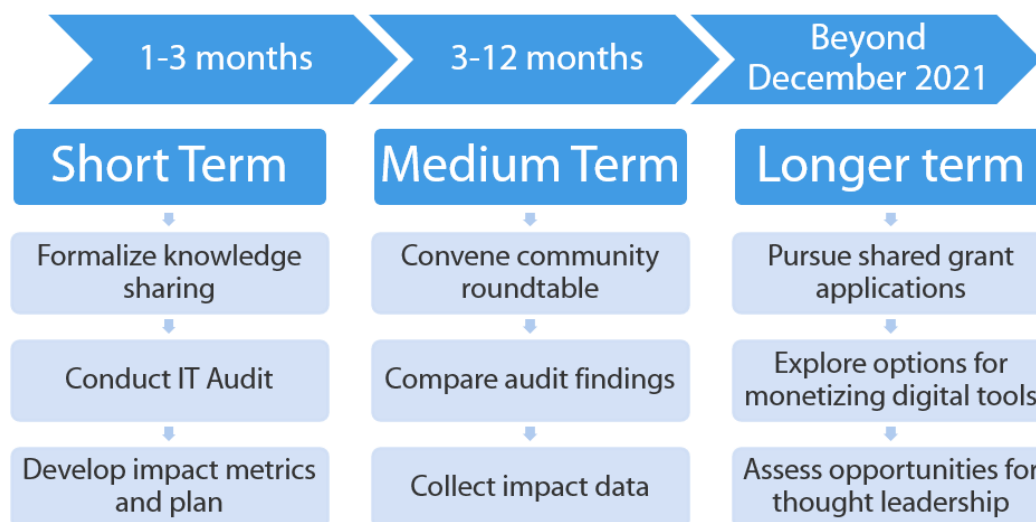 1-3 months
3-12 months
Beyond
December 2021
Short Term
Medium Term
Longer term
Formalize knowledge
sharing
Convene community
roundtable
Pursue shared grant
applications
Conduct IT Audit
Compare audit findings
Explore options for
monetizing digital tools
Develop impact metrics
and plan
Collect impact data
Assess opportunities for
thought leadership